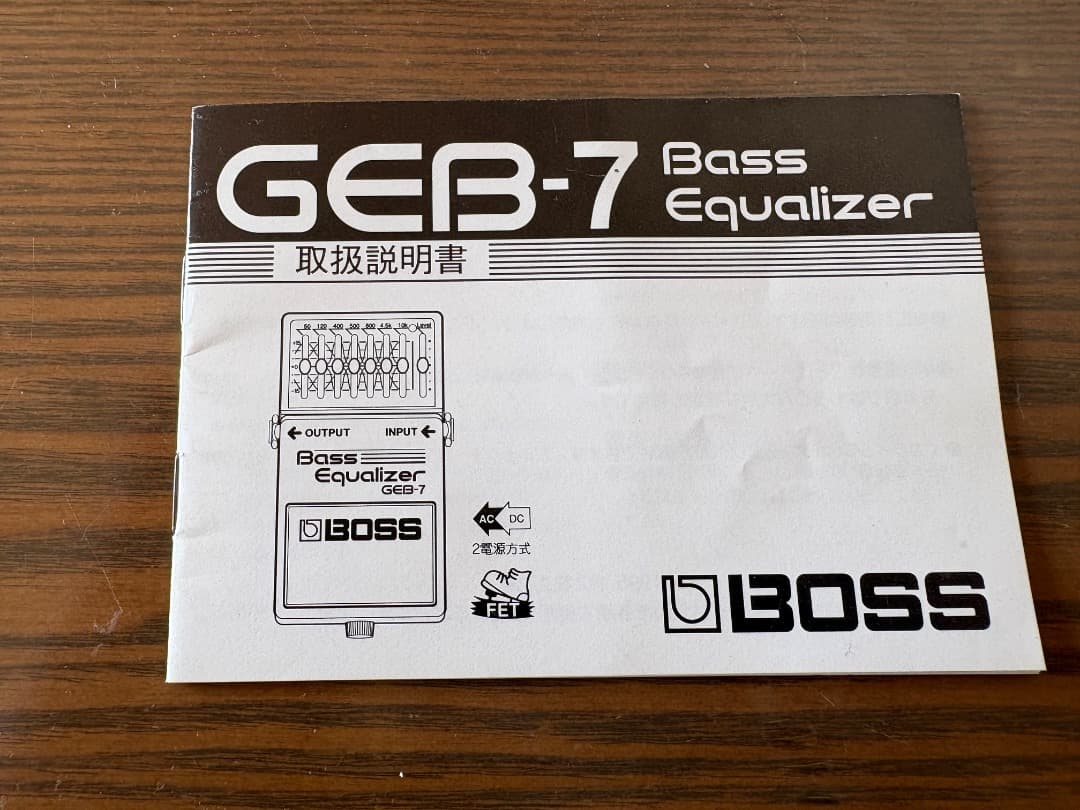 GEB-7 Bass
Equalizer
取扱説明書
50 120 400 500 800 4.5k 10k Level
OUTPUT INPUT
Bass
Equalizer
GEB-7
BOSS
AC DC
2電源方式
FET
BOSS